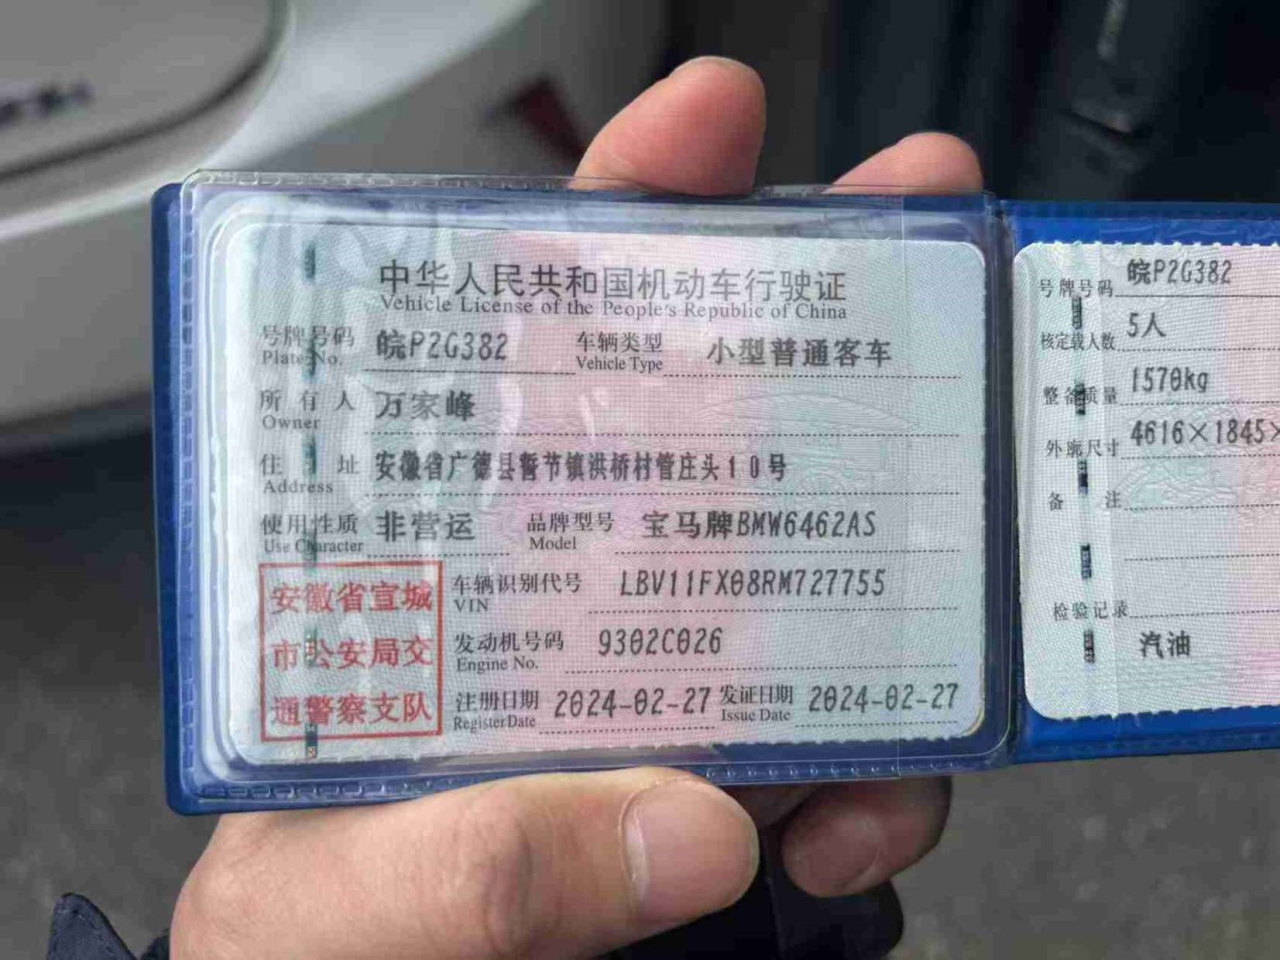 中华人民共和国机动车行驶证
Vehicle License of the People's Republic of China
号牌号码 皖P2G382 车辆类型 小型普通客车
Plate No. Vehicle Type
所有人 万家峰
Owner
住址 安徽省广德县誓节镇洪桥村管庄头10号
Address
使用性质 非营运 品牌型号 宝马牌BMW6462AS
Use Character Model
安徽省宣城
市公安局交
通警察支队
车辆识别代号 LBV11FX08RM727755
VIN
发动机号码 9302C026
Engine No.
注册日期 2024-02-27 发证日期 2024-02-27
Register Date Issue Date
号牌号码 皖P2G382
核定载人数 5人
整备质量 1570kg
外廓尺寸 4616×1845×
备注
检验记录
汽油